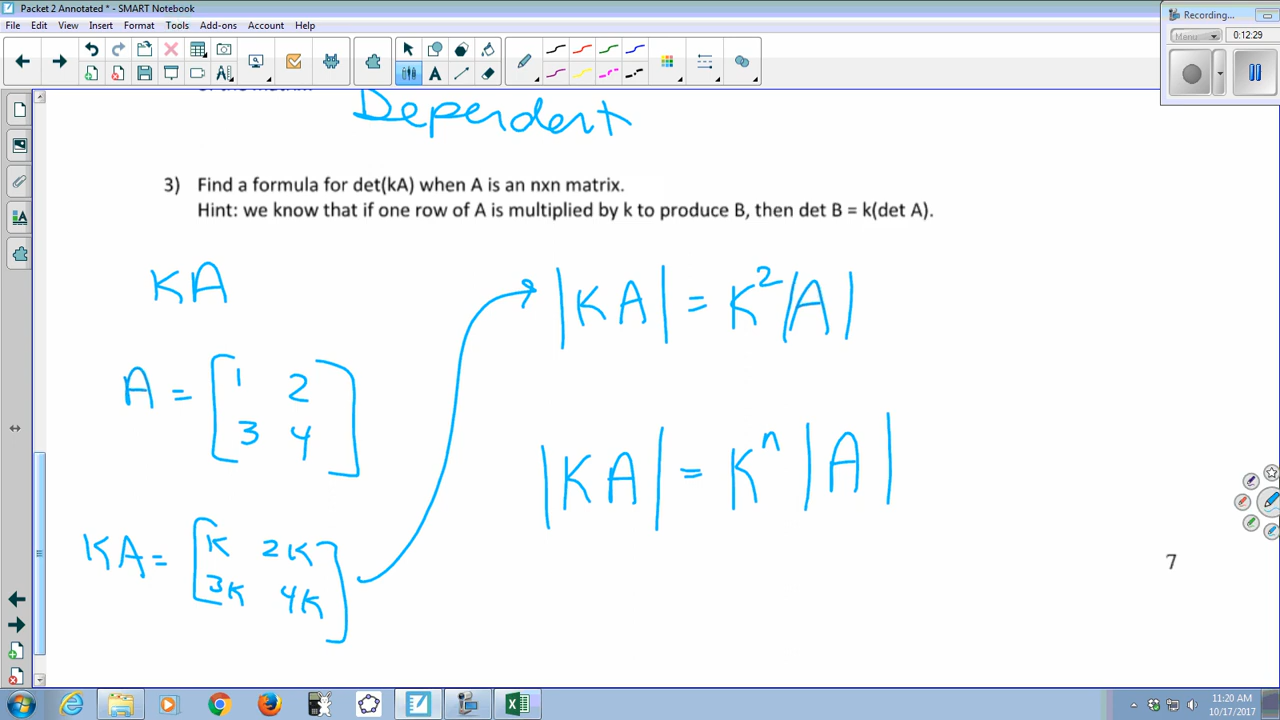 Packet 2 Annotated * - SMART Notebook
File Edit View Insert Format Tools Add-ons Account Help
Recording...
Menu
0:12:29
Dependent
3) Find a formula for det(kA) when A is an nxn matrix.
Hint: we know that if one row of A is multiplied by k to produce B, then det B = k(det A).
KA
|KA| = K²|A|
A = [1 2
3 4]
|KA| = Kⁿ|A|
KA = [K 2K
3K 4K]
7
11:20 AM
10/17/2017